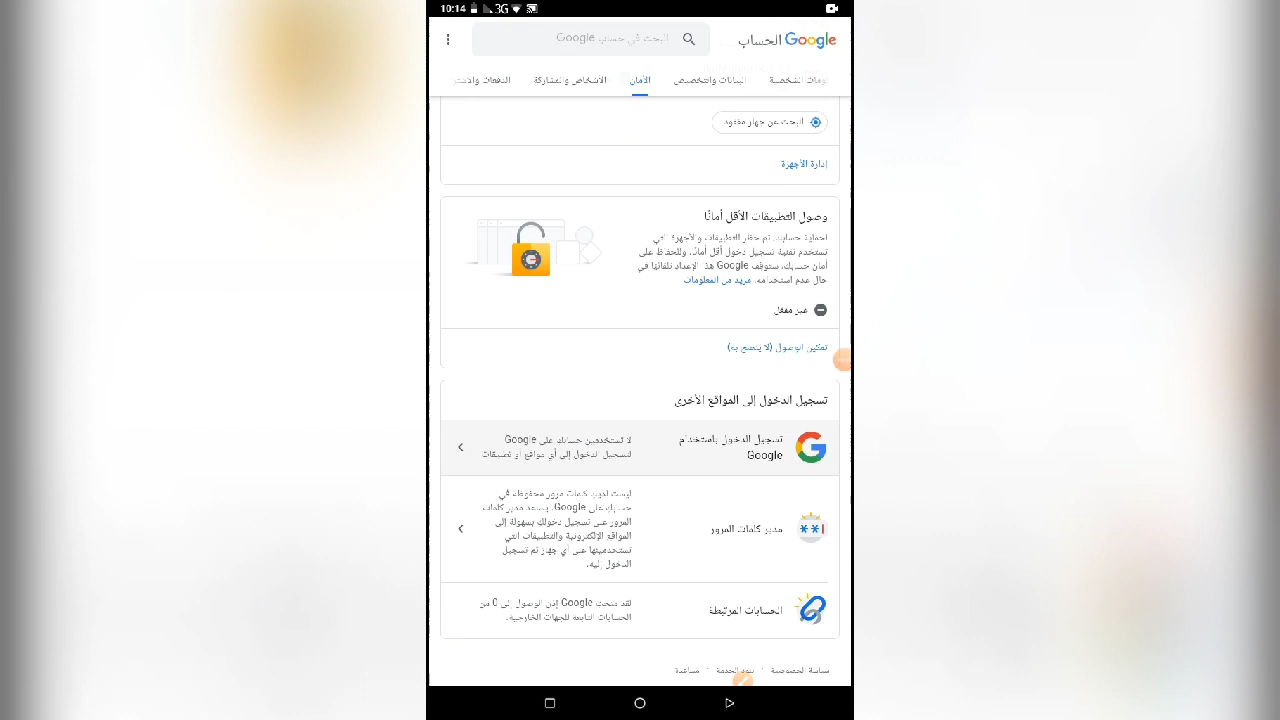 10:14
3G
Google الحساب
البحث في حساب Google
الأمان
البيانات والتخصيص
الأشخاص والمشاركة
البحث عن جهاز مفقود
إدارة الأجهزة
وصول التطبيقات الأقل أمانًا
لحماية حسابك، تم حظر التطبيقات والأجهزة التي
تستخدم تقنية تسجيل دخول أقل أمانًا. وللحفاظ على
أمان حسابك، ستوقف Google هذا الإعداد تلقائيًا في
حال عدم استخدامه. مزيد من المعلومات
غير مفعّل
تمكين الوصول (لا يُنصح به)
تسجيل الدخول إلى المواقع الأخرى
تسجيل الدخول باستخدام
Google
لا تستخدمين حسابك على Google
لتسجيل الدخول إلى أي مواقع أو تطبيقات
مدير كلمات المرور
ليست لديكِ كلمات مرور محفوظة في
حسابك على Google. يساعد مدير كلمات
المرور على تسجيل دخولك بسهولة إلى
المواقع الإلكترونية والتطبيقات التي
تستخدمينها على أي جهاز تم تسجيل
الدخول إليه.
الحسابات المرتبطة
لقد منحت Google إذن الوصول إلى 0 من
الحسابات التابعة للجهات الخارجية.
سياسة الخصوصية · بنود الخدمة · مساعدة